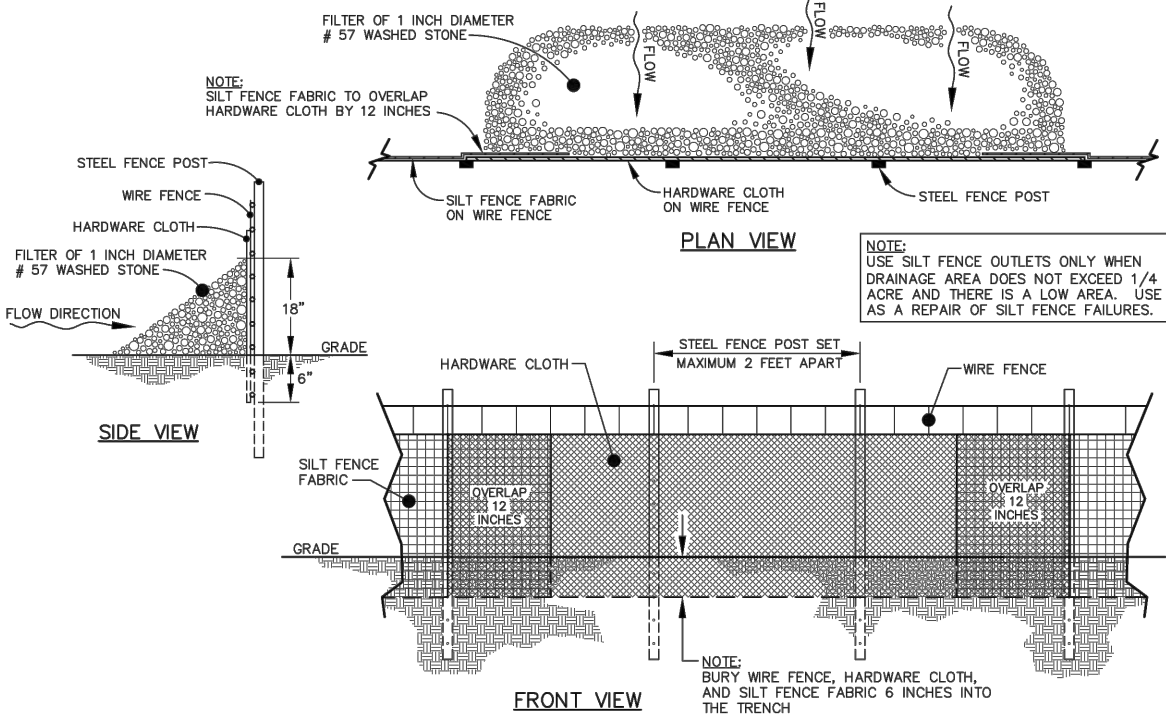 FILTER OF 1 INCH DIAMETER
# 57 WASHED STONE
NOTE:
SILT FENCE FABRIC TO OVERLAP
HARDWARE CLOTH BY 12 INCHES
FLOW
FLOW
FLOW
SILT FENCE FABRIC
ON WIRE FENCE
HARDWARE CLOTH
ON WIRE FENCE
STEEL FENCE POST
PLAN VIEW
STEEL FENCE POST
WIRE FENCE
HARDWARE CLOTH
FILTER OF 1 INCH DIAMETER
# 57 WASHED STONE
FLOW DIRECTION
18"
GRADE
6"
SIDE VIEW
NOTE:
USE SILT FENCE OUTLETS ONLY WHEN
DRAINAGE AREA DOES NOT EXCEED 1/4
ACRE AND THERE IS A LOW AREA. USE
AS A REPAIR OF SILT FENCE FAILURES.
STEEL FENCE POST SET
MAXIMUM 2 FEET APART
HARDWARE CLOTH
WIRE FENCE
SILT FENCE
FABRIC
OVERLAP
12
INCHES
OVERLAP
12
INCHES
GRADE
NOTE:
BURY WIRE FENCE, HARDWARE CLOTH,
AND SILT FENCE FABRIC 6 INCHES INTO
THE TRENCH
FRONT VIEW